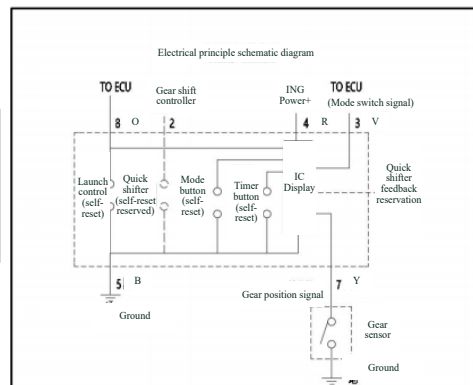 Electrical principle schematic diagram
TO ECU
Gear shift
controller
ING
Power+
TO ECU
(Mode switch signal)
8 O
2
4 R
3 V
Launch
control
(self-
reset)
Quick
shifter
(self-reset
reserved)
Mode
button
(self-
reset)
Timer
button
(self-
reset)
IC
Display
Quick
shifter
feedback
reservation
5 B
Ground
Gear position signal
7 Y
Gear
sensor
Ground